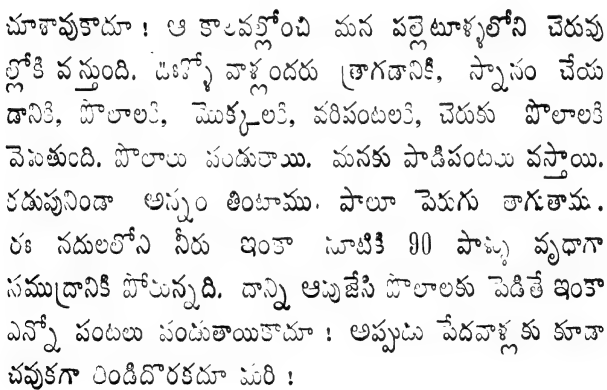 చూశావుకాదూ ! ఆ కాలవల్లోంచి మన పల్లెటూళ్ళలోని చెరువు
ల్లోకి వస్తుంది. ఊళ్ళో వాళ్లందరు త్రాగడానికి, స్నానం చేయ
డానికి, పొలాలకి, మొక్కలకి, వరిపంటలకి, చెరుకు పొలాలకి
వెసుతుంది. పొలాలు పండుతాయి. మనకు పాడిపంటలు వస్తాయి.
కడుపునిండా అన్నం తింటాము. పాలూ పెరుగు తాగుతాము.
ఈ నదులలోని నీరు ఇంకా నూటికి 90 పాళ్ళు వృధాగా
సముద్రానికి పోతున్నది. దాన్ని ఆపుజేసి పొలాలకు పెడితే ఇంకా
ఎన్నో పంటలు పండుతాయికాదూ ! అప్పుడు పేదవాళ్లకు కూడా
చవుకగా తిండిదొరకదూ మరి !